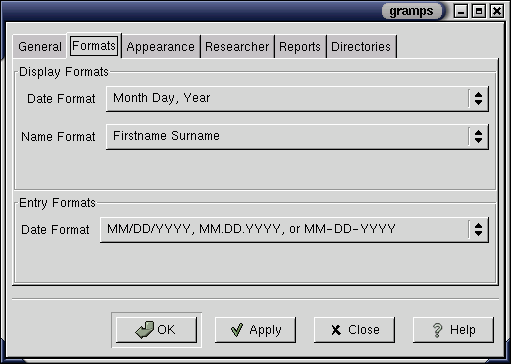 gramps
General Formats Appearance Researcher Reports Directories
Display Formats
Date Format Month Day, Year
Name Format Firstname Surname
Entry Formats
Date Format MM/DD/YYYY, MM.DD.YYYY, or MM-DD-YYYY
OK Apply Close Help